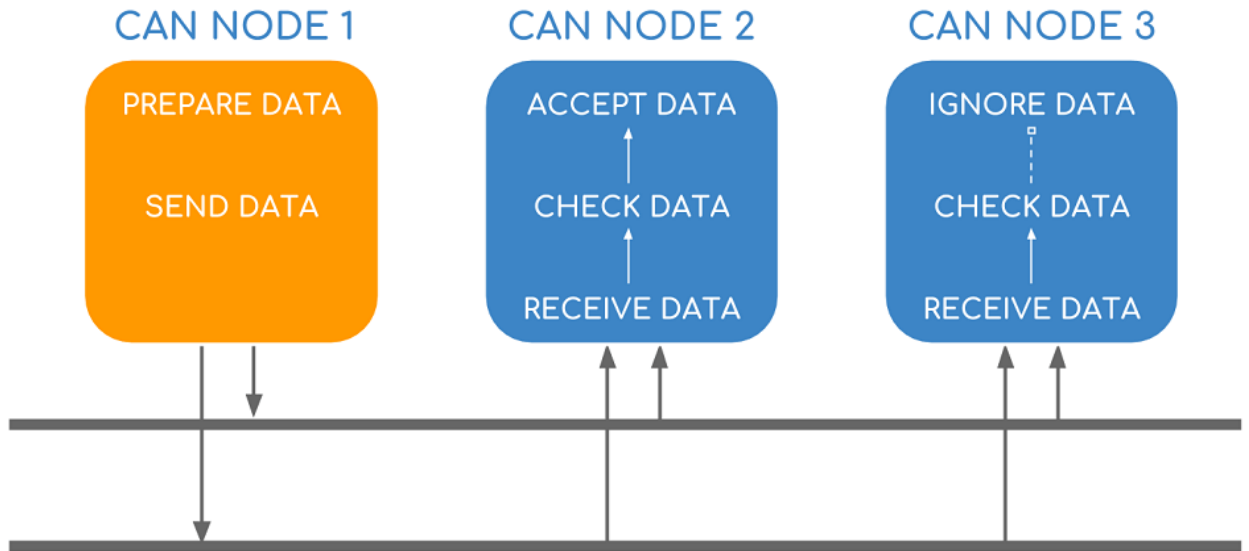 CAN NODE 1
PREPARE DATA
SEND DATA
CAN NODE 2
ACCEPT DATA
CHECK DATA
RECEIVE DATA
CAN NODE 3
IGNORE DATA
CHECK DATA
RECEIVE DATA